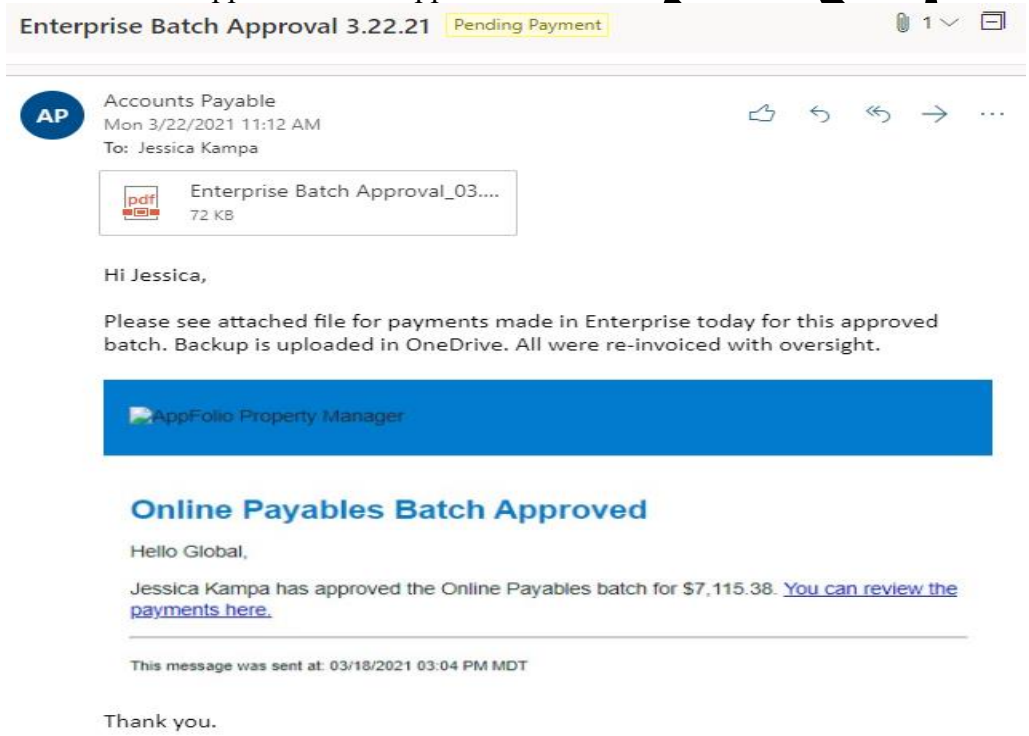 Enterprise Batch Approval 3.22.21 Pending Payment 1
AP
Accounts Payable
Mon 3/22/2021 11:12 AM
To: Jessica Kampa
pdf
Enterprise Batch Approval_03....
72 KB
Hi Jessica,
Please see attached file for payments made in Enterprise today for this approved
batch. Backup is uploaded in OneDrive. All were re-invoiced with oversight.
AppFolio Property Manager
Online Payables Batch Approved
Hello Global,
Jessica Kampa has approved the Online Payables batch for $7,115.38. You can review the
payments here.
This message was sent at: 03/18/2021 03:04 PM MDT
Thank you.